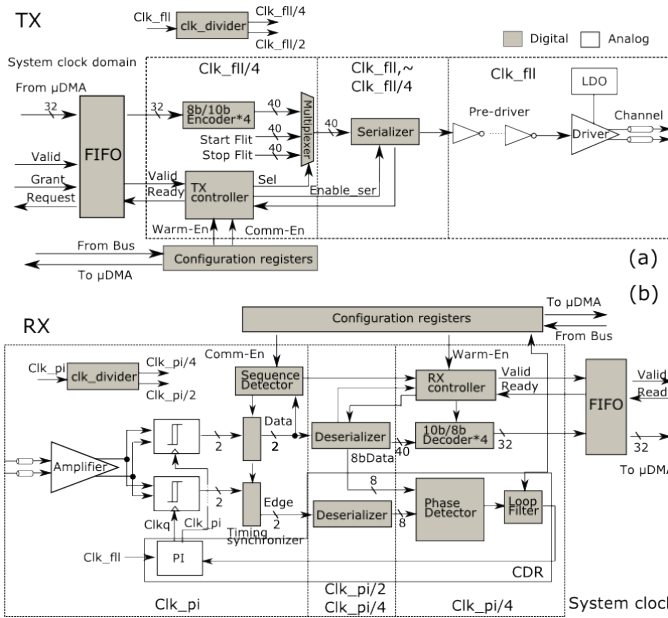 TX
Clk_fll
clk_divider
Clk_fll/4
Clk_fll/2
Digital
Analog
System clock domain
Clk_fll/4
Clk_fll,~
Clk_fll/4
Clk_fll
From µDMA
32
FIFO
32
8b/10b
Encoder*4
40
Start Flit
40
Stop Flit
40
Multiplexer
40
Serializer
Pre-driver
LDO
Driver
Channel
Valid
Grant
Request
Valid
Ready
TX
controller
Sel
Enable_ser
Warm-En
Comm-En
From Bus
To µDMA
Configuration registers
(a)
(b)
RX
Configuration registers
To µDMA
From Bus
Clk_pi
clk_divider
Clk_pi/4
Clk_pi/2
Comm-En
Sequence
Detector
Warm-En
RX
controller
Valid
Ready
FIFO
Valid
Read
Amplifier
2
Data
2
Deserializer
40
10b/8b
Decoder*4
32
32
To µDMA
8bData
8
2
Edge
2
Deserializer
8
Phase
Detector
Loop
Filter
Clkq
Clk_pi
Timing
synchronizer
Clk_fll
PI
CDR
Clk_pi
Clk_pi/2
Clk_pi/4
Clk_pi/4
System clock